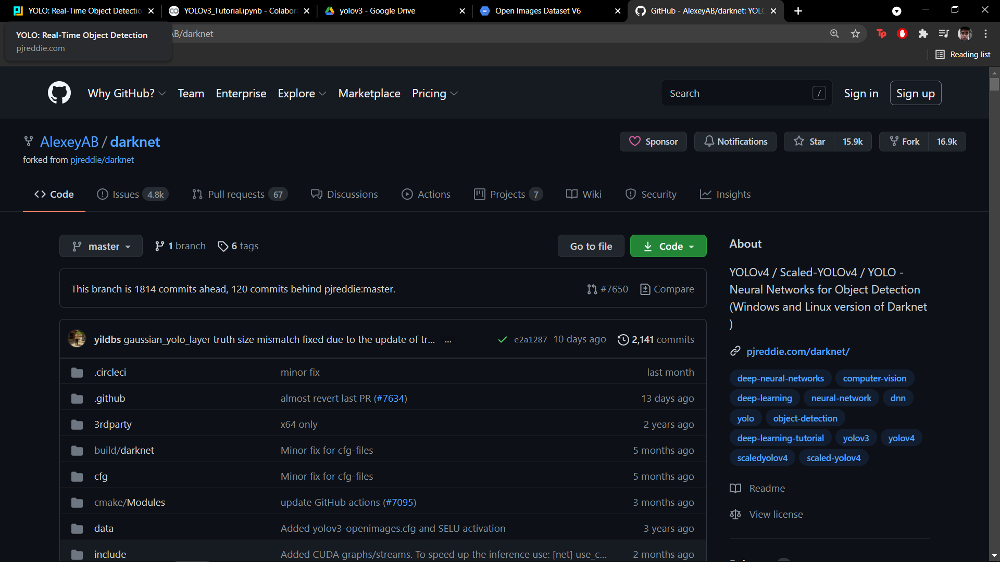 YOLO: Real-Time Object Detectio
YOLOv3_Tutorial.ipynb - Colabor
yolov3 - Google Drive
Open Images Dataset V6
GitHub - AlexeyAB/darknet: YOLO
YOLO: Real-Time Object Detection
pjreddie.com
AB/darknet
Tp
Reading list
Why GitHub? Team Enterprise Explore Marketplace Pricing
Search /
Sign in Sign up
AlexeyAB / darknet
forked from pjreddie/darknet
Sponsor Notifications Star 15.9k Fork 16.9k
Code Issues 4.8k Pull requests 67 Discussions Actions Projects 7 Wiki Security Insights
master 1 branch 6 tags Go to file Code
This branch is 1814 commits ahead, 120 commits behind pjreddie:master. #7650 Compare
yildbs gaussian_yolo_layer truth size mismatch fixed due to the update of tr... ... e2a1287 10 days ago 2,141 commits
.circleci minor fix last month
.github almost revert last PR (#7634) 13 days ago
3rdparty x64 only 2 years ago
build/darknet Minor fix for cfg-files 5 months ago
cfg Minor fix for cfg-files 5 months ago
cmake/Modules update GitHub actions (#7095) 3 months ago
data Added yolov3-openimages.cfg and SELU activation 3 years ago
include Added CUDA graphs/streams. To speed up the inference use: [net] use_c... 2 months ago
About
YOLOv4 / Scaled-YOLOv4 / YOLO -
Neural Networks for Object Detection
(Windows and Linux version of Darknet
)
pjreddie.com/darknet/
deep-neural-networks computer-vision
deep-learning neural-network dnn
yolo object-detection
deep-learning-tutorial yolov3 yolov4
scaledyolov4 scaled-yolov4
Readme
View license